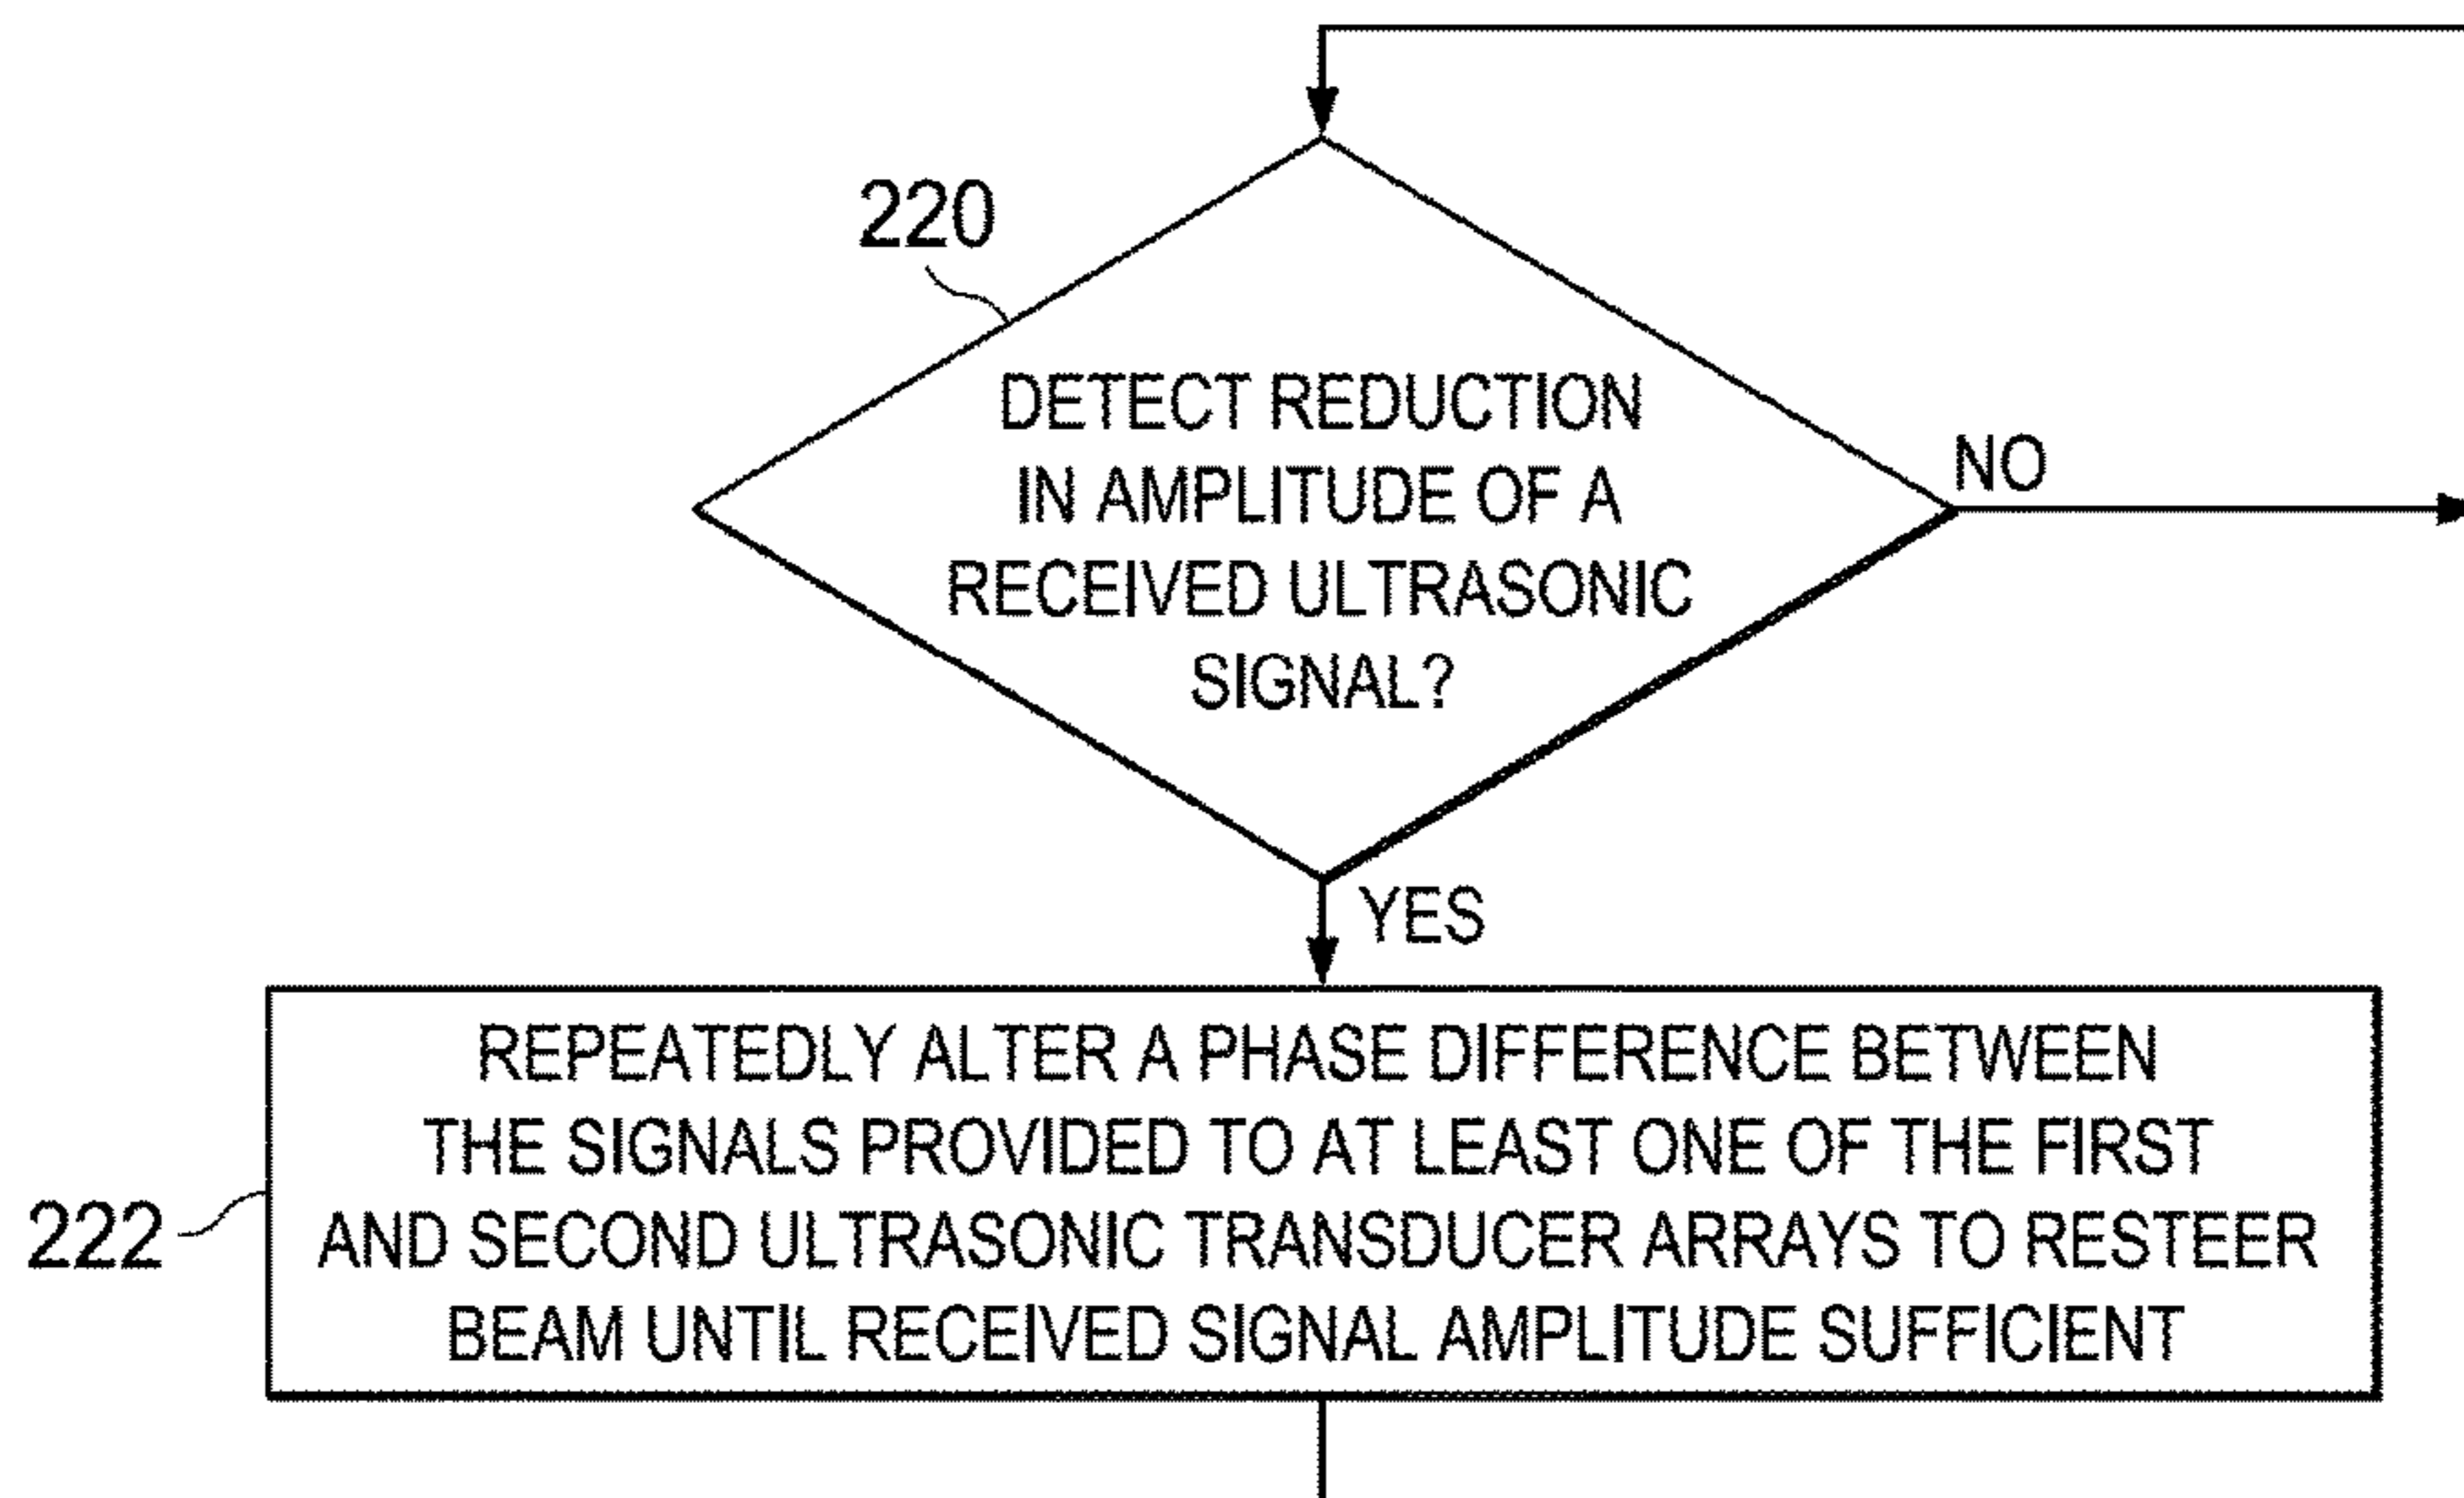 220
DETECT REDUCTION
IN AMPLITUDE OF A
RECEIVED ULTRASONIC
SIGNAL?
NO
YES
REPEATEDLY ALTER A PHASE DIFFERENCE BETWEEN
THE SIGNALS PROVIDED TO AT LEAST ONE OF THE FIRST
AND SECOND ULTRASONIC TRANSDUCER ARRAYS TO RESTEER
BEAM UNTIL RECEIVED SIGNAL AMPLITUDE SUFFICIENT
222